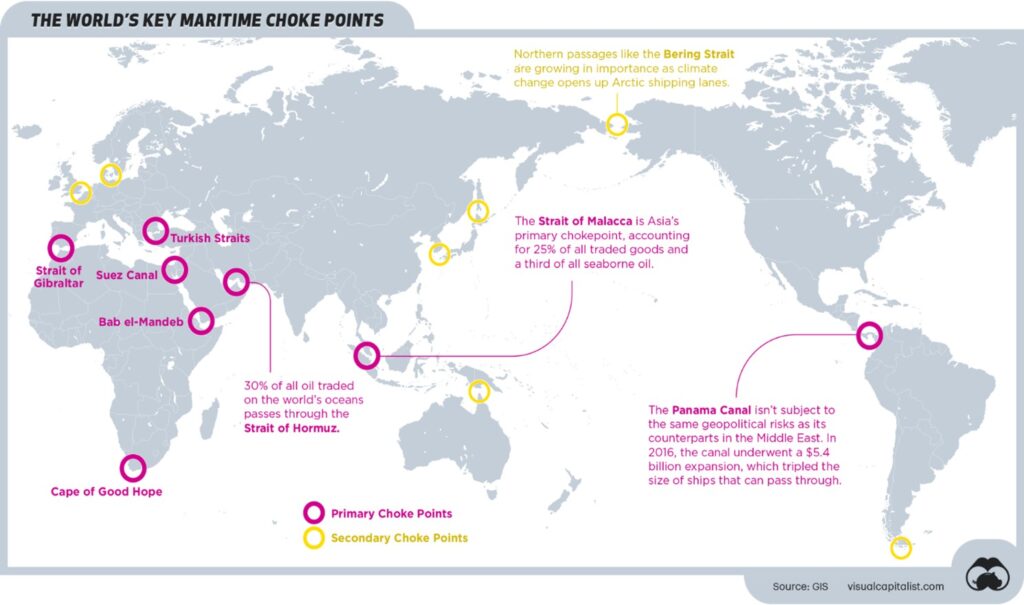 THE WORLD'S KEY MARITIME CHOKE POINTS
Northern passages like the Bering Strait
are growing in importance as climate
change opens up Arctic shipping lanes.
The Strait of Malacca is Asia's
primary chokepoint, accounting
for 25% of all traded goods and
a third of all seaborne oil.
Turkish Straits
Strait of
Gibraltar
Suez Canal
Bab el-Mandeb
30% of all oil traded
on the world's oceans
passes through the
Strait of Hormuz.
The Panama Canal isn't subject to
the same geopolitical risks as its
counterparts in the Middle East. In
2016, the canal underwent a $5.4
billion expansion, which tripled the
size of ships that can pass through.
Cape of Good Hope
Primary Choke Points
Secondary Choke Points
Source: GIS
visualcapitalist.com